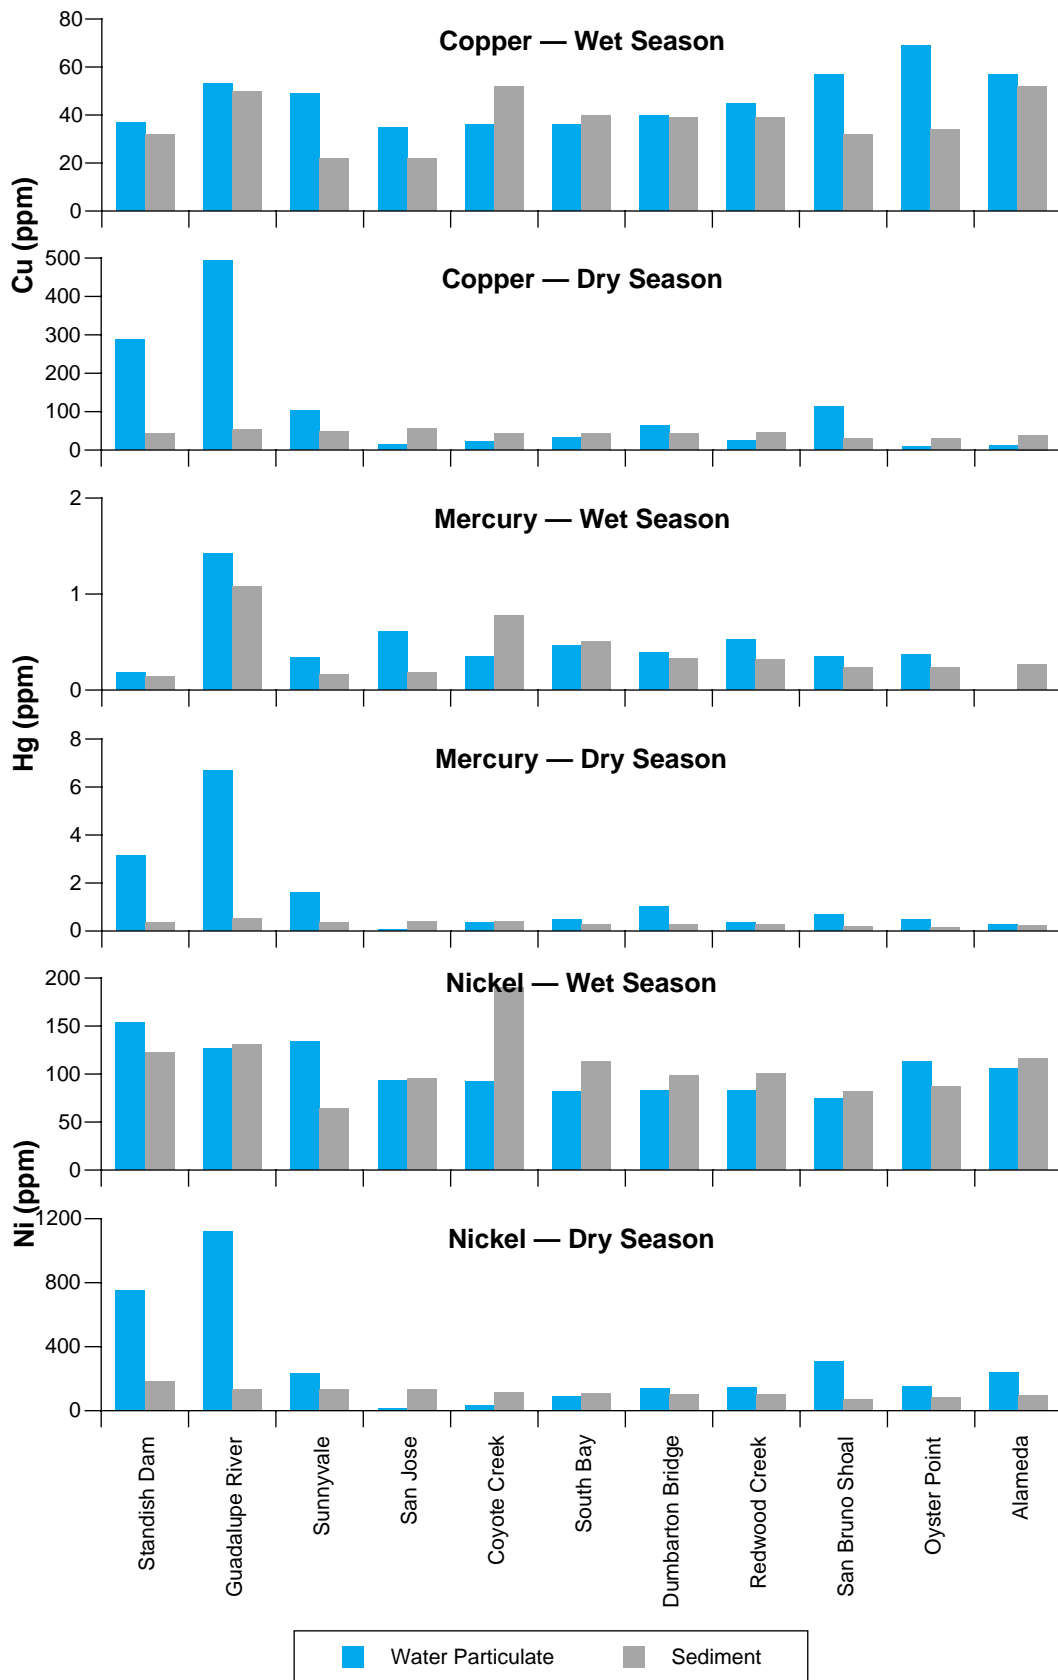 Copper — Wet Season
80
60
40
20
0
Cu (ppm)
Copper — Dry Season
500
400
300
200
100
0
Mercury — Wet Season
2
1
0
Hg (ppm)
Mercury — Dry Season
8
6
4
2
0
Nickel — Wet Season
200
150
100
50
0
Ni (ppm)
Nickel — Dry Season
1200
800
400
0
Standish Dam
Guadalupe River
Sunnyvale
San Jose
Coyote Creek
South Bay
Dumbarton Bridge
Redwood Creek
San Bruno Shoal
Oyster Point
Alameda
Water Particulate
Sediment